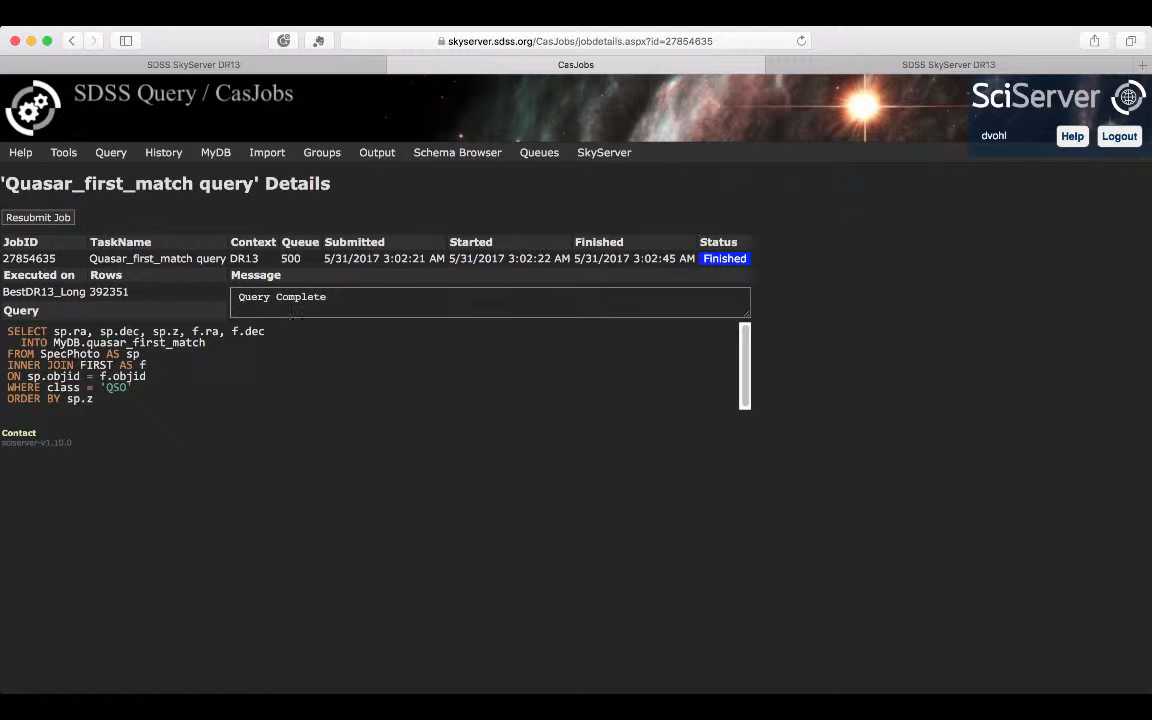 skyserver.sdss.org/CasJobs/jobdetails.aspx?id=27854635
SDSS SkyServer DR13
CasJobs
SDSS SkyServer DR13
SDSS Query / CasJobs
SciServer
dvohl
Help
Logout
Help Tools Query History MyDB Import Groups Output Schema Browser Queues SkyServer
'Quasar_first_match query' Details
Resubmit Job
JobID TaskName Context Queue Submitted Started Finished Status
27854635 Quasar_first_match query DR13 500 5/31/2017 3:02:21 AM 5/31/2017 3:02:22 AM 5/31/2017 3:02:45 AM Finished
Executed on Rows Message
BestDR13_Long 392351
Query Complete
Query
SELECT sp.ra, sp.dec, sp.z, f.ra, f.dec
INTO MyDB.quasar_first_match
FROM SpecPhoto AS sp
INNER JOIN FIRST AS f
ON sp.objid = f.objid
WHERE class = 'QSO'
ORDER BY sp.z
Contact
sciserver-v1.10.0